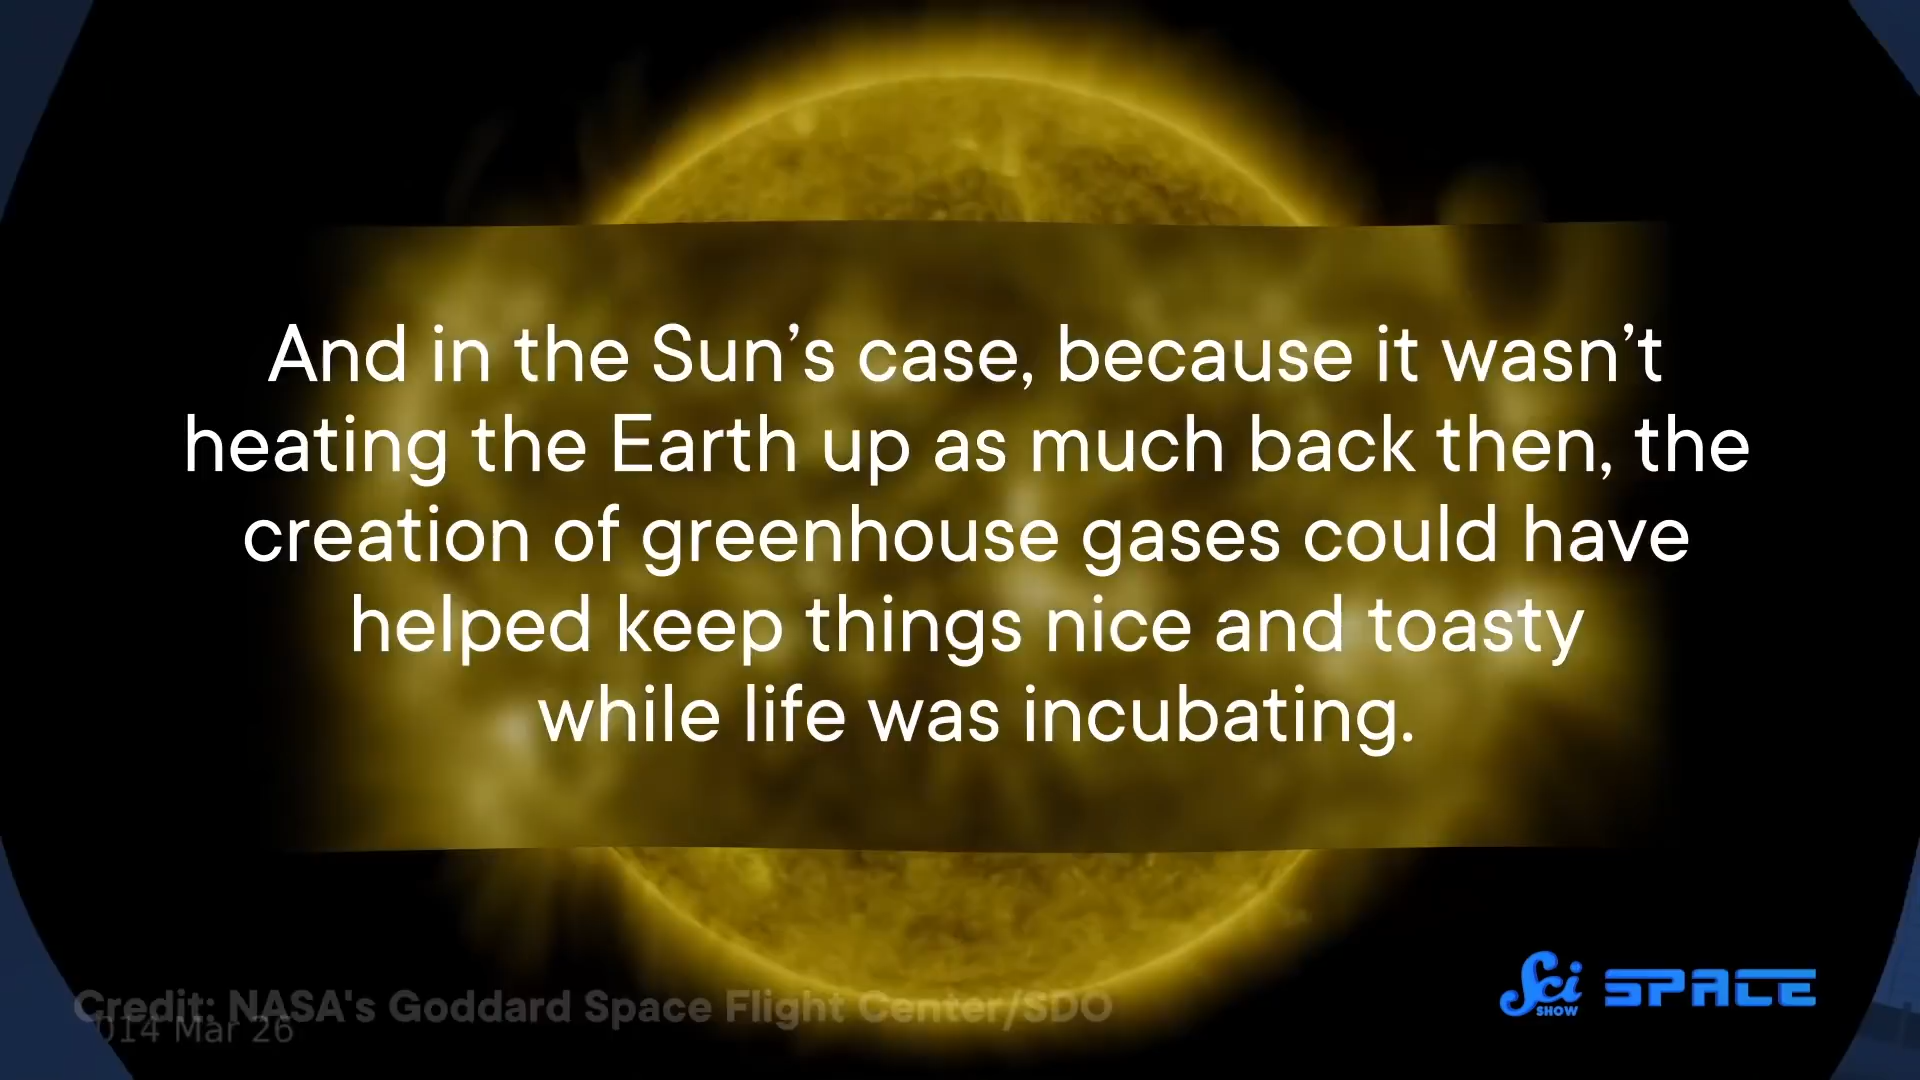 And in the Sun’s case, because it wasn’t
heating the Earth up as much back then, the
creation of greenhouse gases could have
helped keep things nice and toasty
while life was incubating.
Credit: NASA's Goddard Space Flight Center/SDO
014 Mar 26
Sci SHOW SPACE